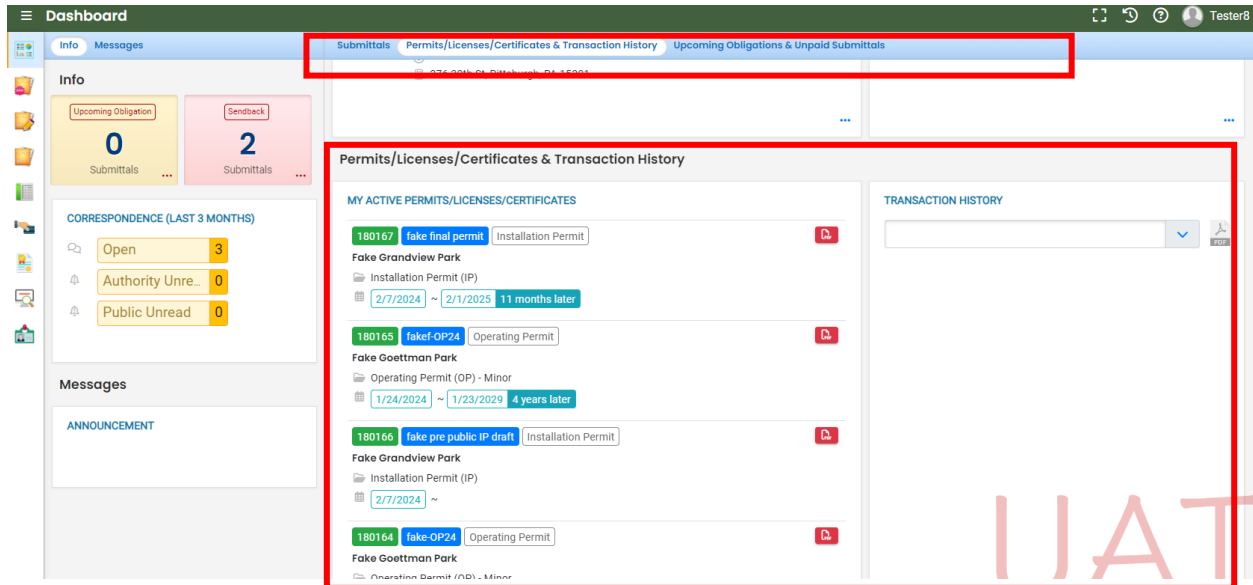 Dashboard
Tester8
Info Messages
Submittals Permits/Licenses/Certificates & Transaction History Upcoming Obligations & Unpaid Submittals
Info
Upcoming Obligation
0
Submittals
...
Sendback
2
Submittals
...
CORRESPONDENCE (LAST 3 MONTHS)
Open 3
Authority Unre... 0
Public Unread 0
Messages
ANNOUNCEMENT
...
...
Permits/Licenses/Certificates & Transaction History
MY ACTIVE PERMITS/LICENSES/CERTIFICATES
180167 fake final permit Installation Permit
Fake Grandview Park
Installation Permit (IP)
2/7/2024 ~ 2/1/2025 11 months later
180165 fakef-OP24 Operating Permit
Fake Goettman Park
Operating Permit (OP) - Minor
1/24/2024 ~ 1/23/2029 4 years later
180166 fake pre public IP draft Installation Permit
Fake Grandview Park
Installation Permit (IP)
2/7/2024 ~
180164 fake-OP24 Operating Permit
Fake Goettman Park
Operating Permit (OP) - Minor
TRANSACTION HISTORY
PDF
UAT